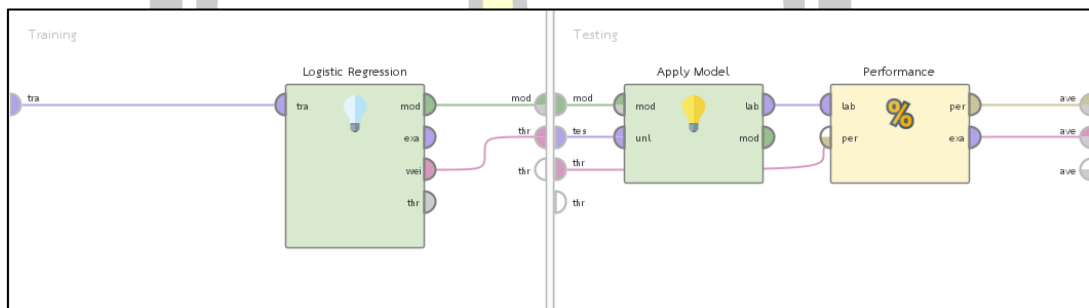 Training
Testing
Logistic Regression
Apply Model
Performance
tra
tra
mod
mod
mod
mod
lab
lab
per
ave
exa
thr
tes
unl
mod
per
exa
ave
wei
thr
thr
ave
thr
thr
%